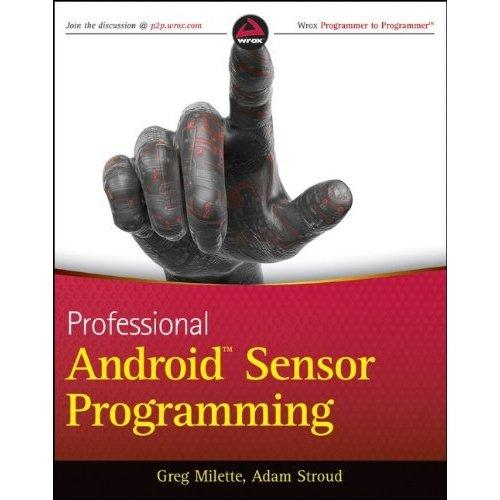 Join the discussion @ p2p.wrox.com
Wrox Programmer to Programmer™
wrox
Professional
Android™ Sensor
Programming
Greg Milette, Adam Stroud